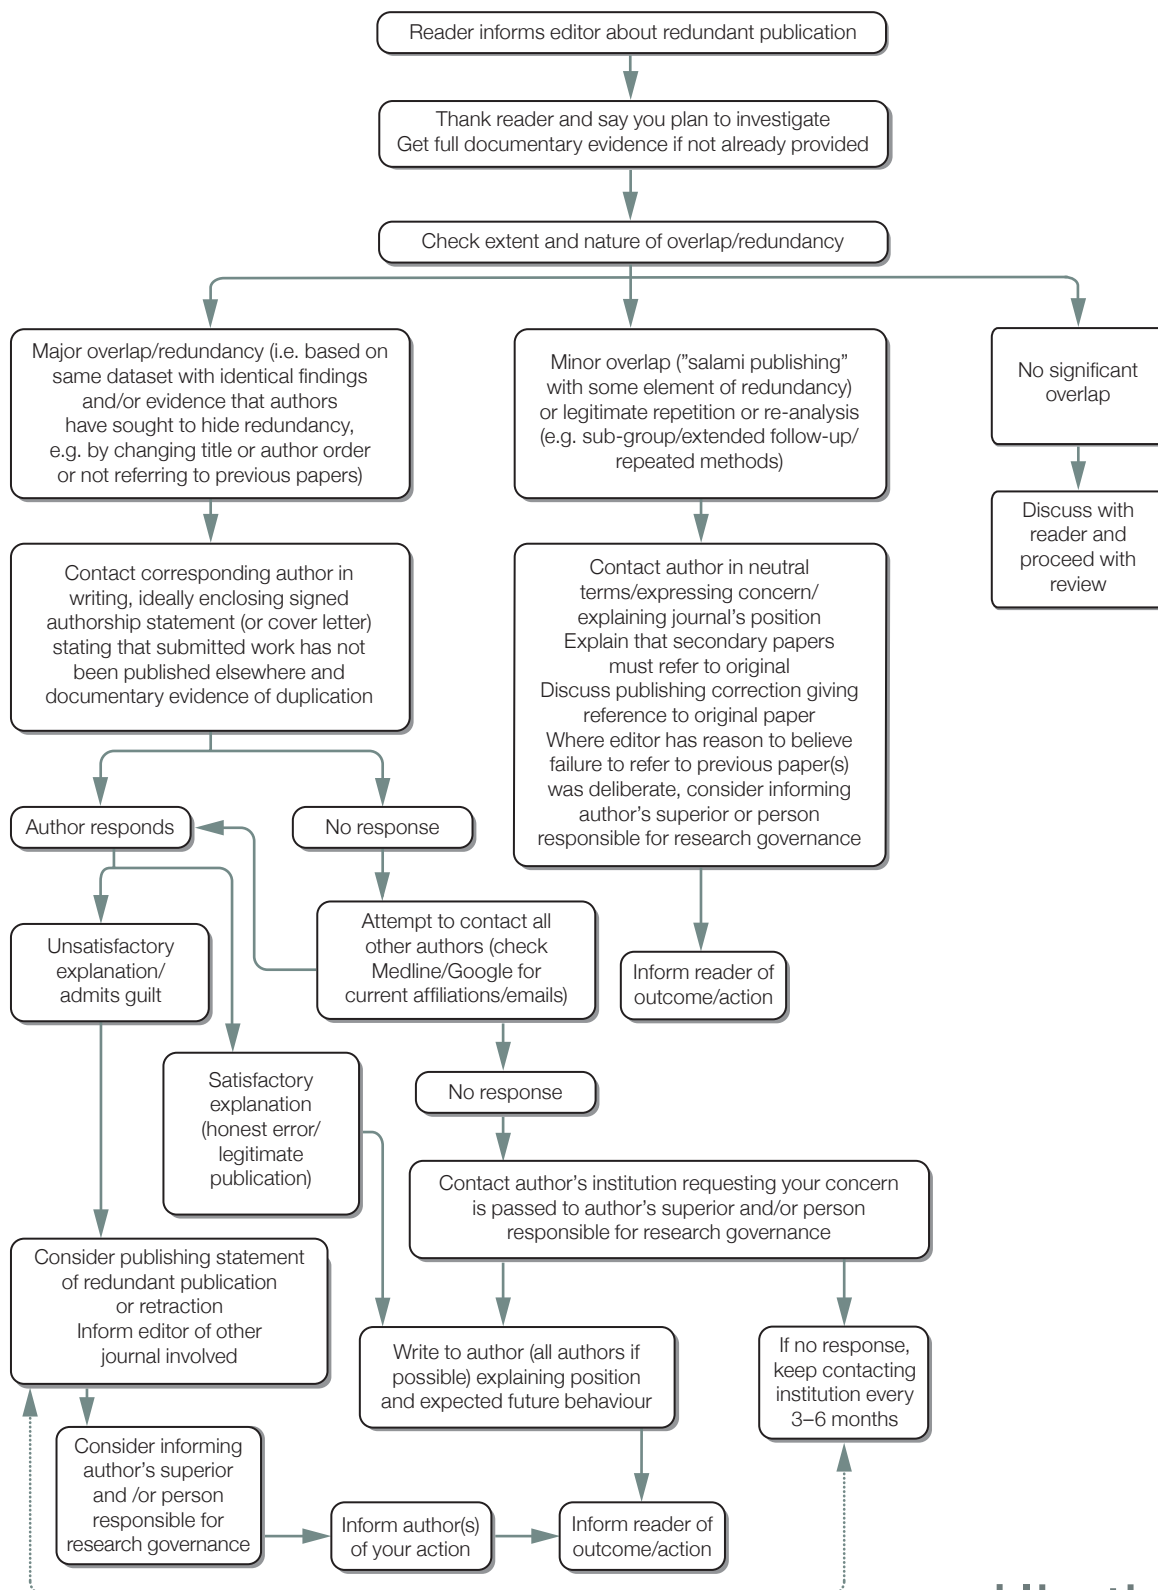 Reader informs editor about redundant publication
Thank reader and say you plan to investigate
Get full documentary evidence if not already provided
Check extent and nature of overlap/redundancy
Major overlap/redundancy (i.e. based on
same dataset with identical findings
and/or evidence that authors
have sought to hide redundancy,
e.g. by changing title or author order
or not referring to previous papers)
Minor overlap (”salami publishing”
with some element of redundancy)
or legitimate repetition or re-analysis
(e.g. sub-group/extended follow-up/
repeated methods)
No significant
overlap
Discuss with
reader and
proceed with
review
Contact corresponding author in
writing, ideally enclosing signed
authorship statement (or cover letter)
stating that submitted work has not
been published elsewhere and
documentary evidence of duplication
Contact author in neutral
terms/expressing concern/
explaining journal’s position
Explain that secondary papers
must refer to original
Discuss publishing correction giving
reference to original paper
Where editor has reason to believe
failure to refer to previous paper(s)
was deliberate, consider informing
author’s superior or person
responsible for research governance
Author responds
No response
Unsatisfactory
explanation/
admits guilt
Attempt to contact all
other authors (check
Medline/Google for
current affiliations/emails)
Inform reader of
outcome/action
Satisfactory
explanation
(honest error/
legitimate
publication)
No response
Contact author’s institution requesting your concern
is passed to author’s superior and/or person
responsible for research governance
Consider publishing statement
of redundant publication
or retraction
Inform editor of other
journal involved
Write to author (all authors if
possible) explaining position
and expected future behaviour
If no response,
keep contacting
institution every
3–6 months
Consider informing
author’s superior
and /or person
responsible for
research governance
Inform author(s)
of your action
Inform reader of
outcome/action